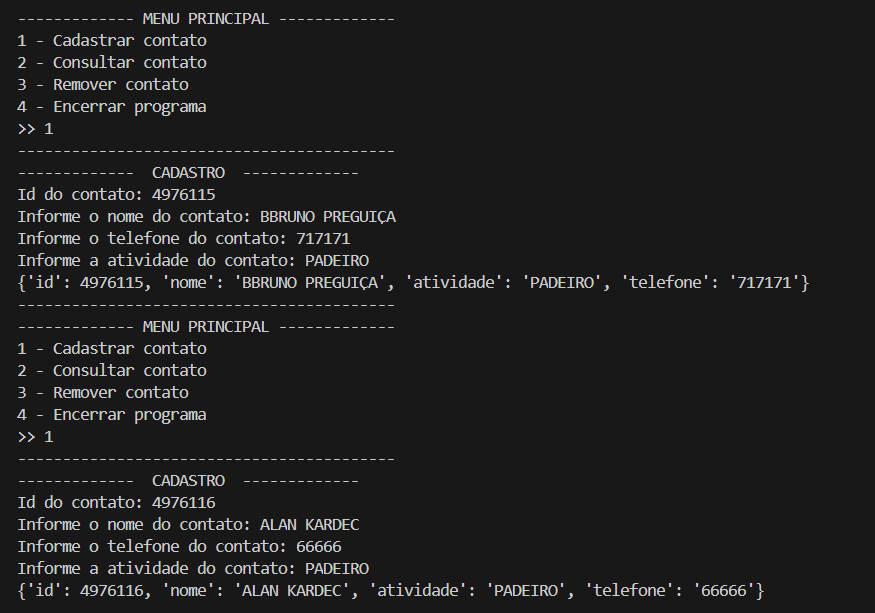 ------------- MENU PRINCIPAL -------------
1 - Cadastrar contato
2 - Consultar contato
3 - Remover contato
4 - Encerrar programa
>> 1
------------------------------------------
-------------  CADASTRO  -------------
Id do contato: 4976115
Informe o nome do contato: BBRUNO PREGUIÇA
Informe o telefone do contato: 717171
Informe a atividade do contato: PADEIRO
{'id': 4976115, 'nome': 'BBRUNO PREGUIÇA', 'atividade': 'PADEIRO', 'telefone': '717171'}
------------------------------------------
------------- MENU PRINCIPAL -------------
1 - Cadastrar contato
2 - Consultar contato
3 - Remover contato
4 - Encerrar programa
>> 1
------------------------------------------
-------------  CADASTRO  -------------
Id do contato: 4976116
Informe o nome do contato: ALAN KARDEC
Informe o telefone do contato: 66666
Informe a atividade do contato: PADEIRO
{'id': 4976116, 'nome': 'ALAN KARDEC', 'atividade': 'PADEIRO', 'telefone': '66666'}